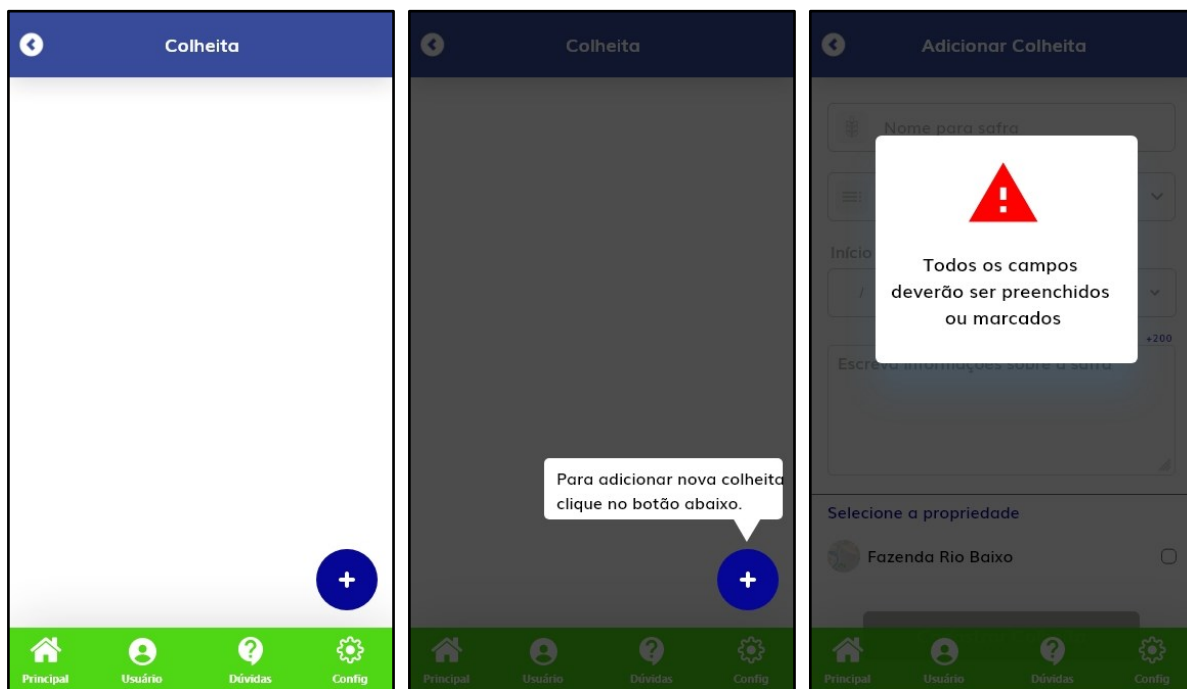 Colheita
Principal
Usuário
Dúvidas
Config
Colheita
Para adicionar nova colheita
clique no botão abaixo.
Principal
Usuário
Dúvidas
Config
Adicionar Colheita
Nome para safra
Todos os campos
deverão ser preenchidos
ou marcados
Início
/
+200
Escreva informações sobre a safra
Selecione a propriedade
Fazenda Rio Baixo
Principal
Usuário
Dúvidas
Config